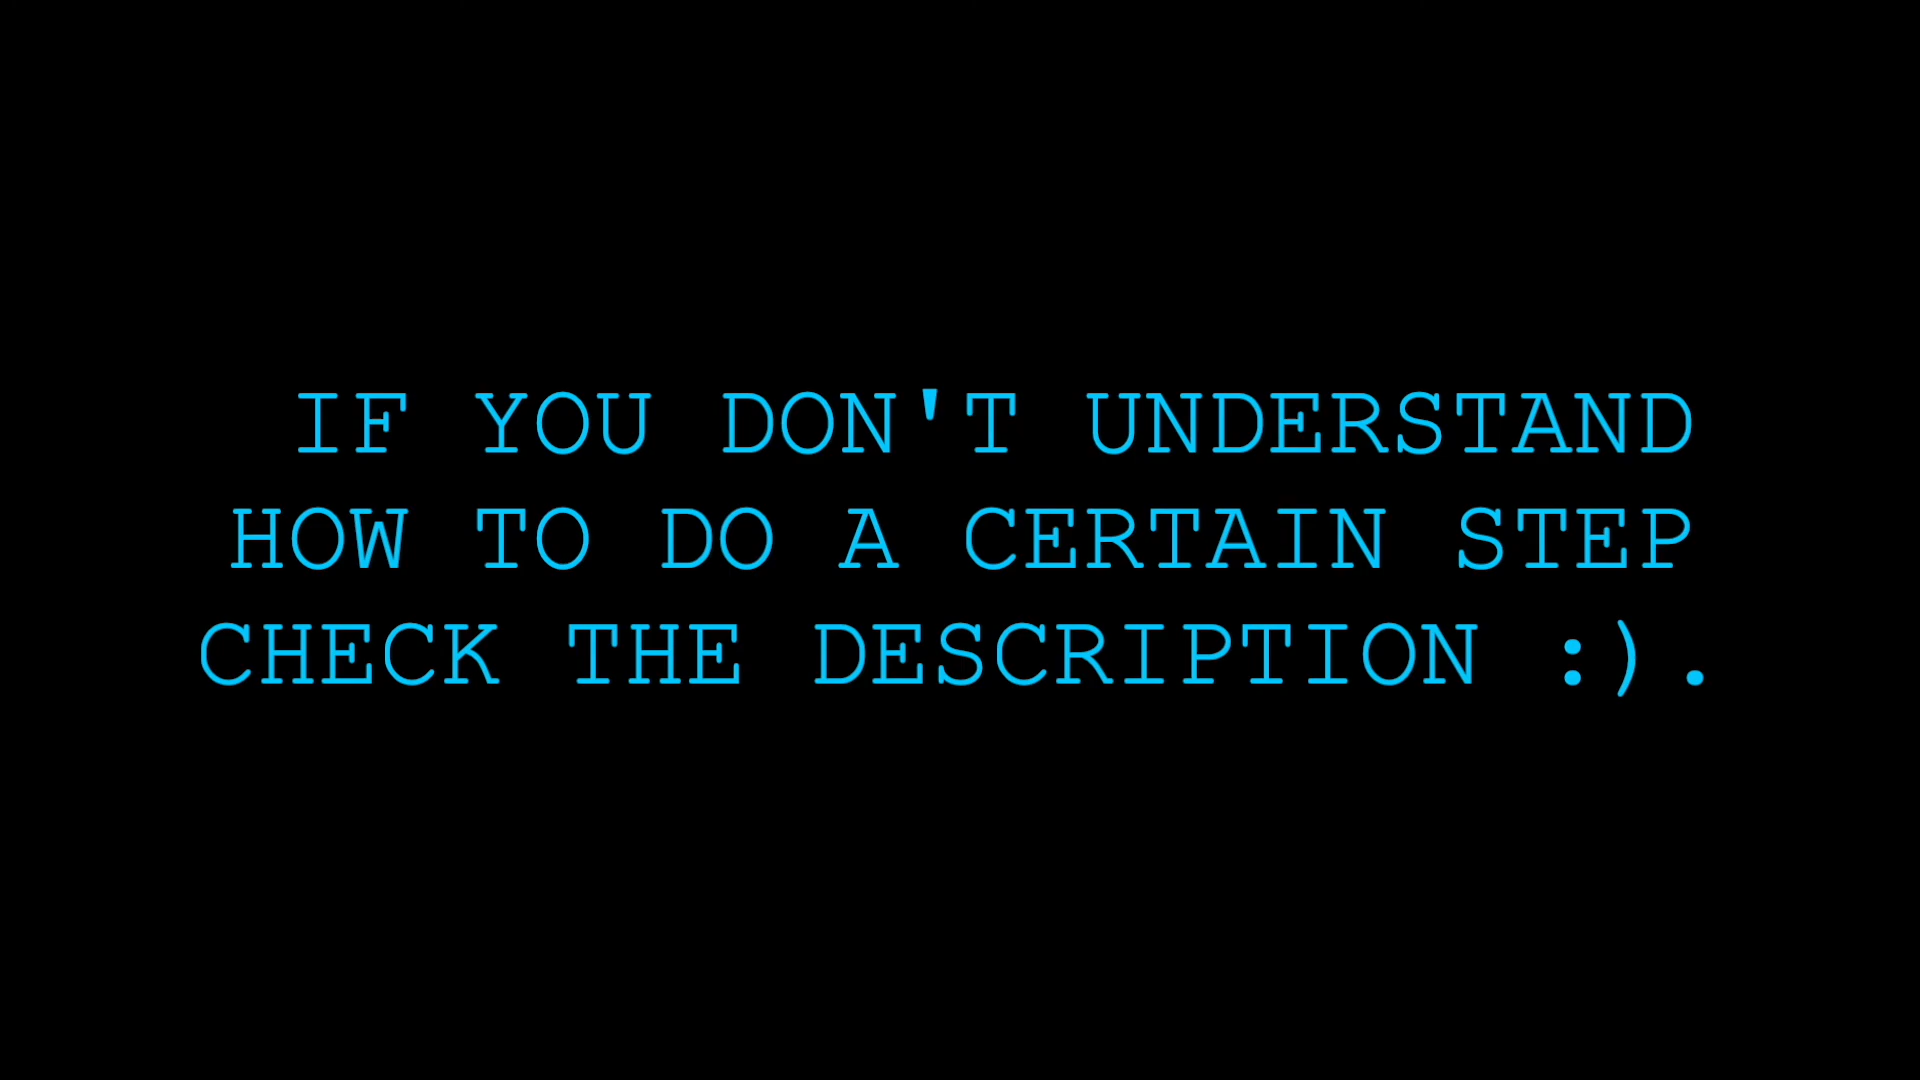 IF YOU DON'T UNDERSTAND
HOW TO DO A CERTAIN STEP
CHECK THE DESCRIPTION :).